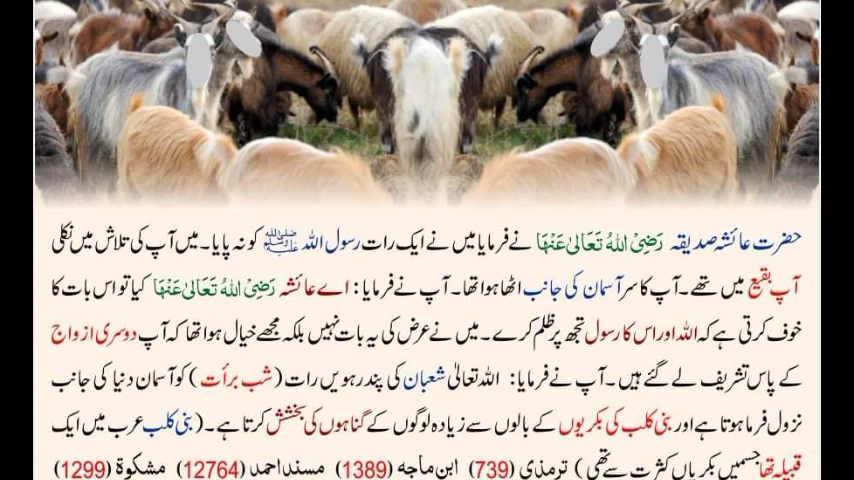 حضرت عائشہ صدیقہ رَضِیَ اللہُ تَعَالیٰ عَنْہَا نے فرمایا میں نے ایک رات رسول اللہ ﷺ کو نہ پایا۔ میں آپ کی تلاش میں نکلی
آپ بقیع میں تھے۔ آپ کا سر آسمان کی جانب اٹھا ہوا تھا۔ آپ نے فرمایا: اے عائشہ رَضِیَ اللہُ تَعَالیٰ عَنْہَا کیا تو اس بات کا
خوف کرتی ہے کہ اللہ اور اس کا رسول تجھ پر ظلم کرے۔ میں نے عرض کی یہ بات نہیں بلکہ مجھے خیال ہوا تھا کہ آپ دوسری ازواج
کے پاس تشریف لے گئے ہیں۔ آپ نے فرمایا: اللہ تعالیٰ شعبان کی پندرہویں رات (شب برأت) کو آسمان دنیا کی جانب
نزول فرما ہوتا ہے اور بنی کلب کی بکریوں کے بالوں سے زیادہ لوگوں کے گناہوں کی بخشش کرتا ہے۔ (بنی کلب عرب میں ایک
قبیلہ تھا جسمیں بکریاں کثرت سے تھی) ترمذی (739) ابن ماجہ (1389) مسند احمد (12764) مشکوۃ (1299)